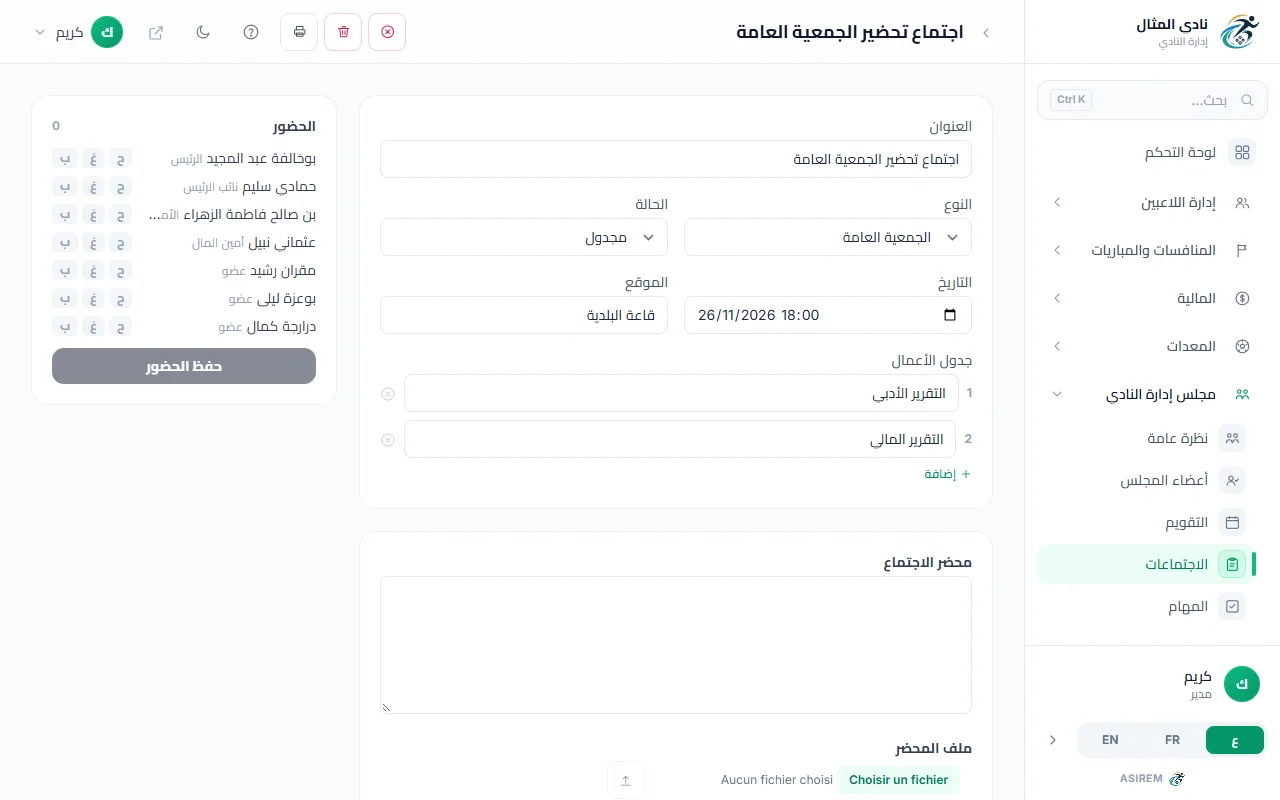 نادي المثال
إدارة النادي
بحث...
Ctrl K
لوحة التحكم
إدارة اللاعبين
المنافسات والمباريات
المالية
المعدات
مجلس إدارة النادي
نظرة عامة
أعضاء المجلس
التقويم
الاجتماعات
المهام
ك
كريم
مدير
ع
FR
EN
ASIREM
اجتماع تحضير الجمعية العامة
ك
كريم
العنوان
اجتماع تحضير الجمعية العامة
النوع
الحالة
الجمعية العامة
مجدول
التاريخ
الموقع
26/11/2026 18:00
قاعة البلدية
جدول الأعمال
1 التقرير الأدبي
2 التقرير المالي
+ إضافة
محضر الاجتماع
ملف المحضر
Choisir un fichier
Aucun fichier choisi
الحضور
0
بوخالفة عبد المجيد الرئيس ح غ ب
حمادي سليم نائب الرئيس ح غ ب
بن صالح فاطمة الزهراء الأم... ح غ ب
عثماني نبيل أمين المال ح غ ب
مقران رشيد عضو ح غ ب
بوعزة ليلى عضو ح غ ب
درارجة كمال عضو ح غ ب
حفظ الحضور